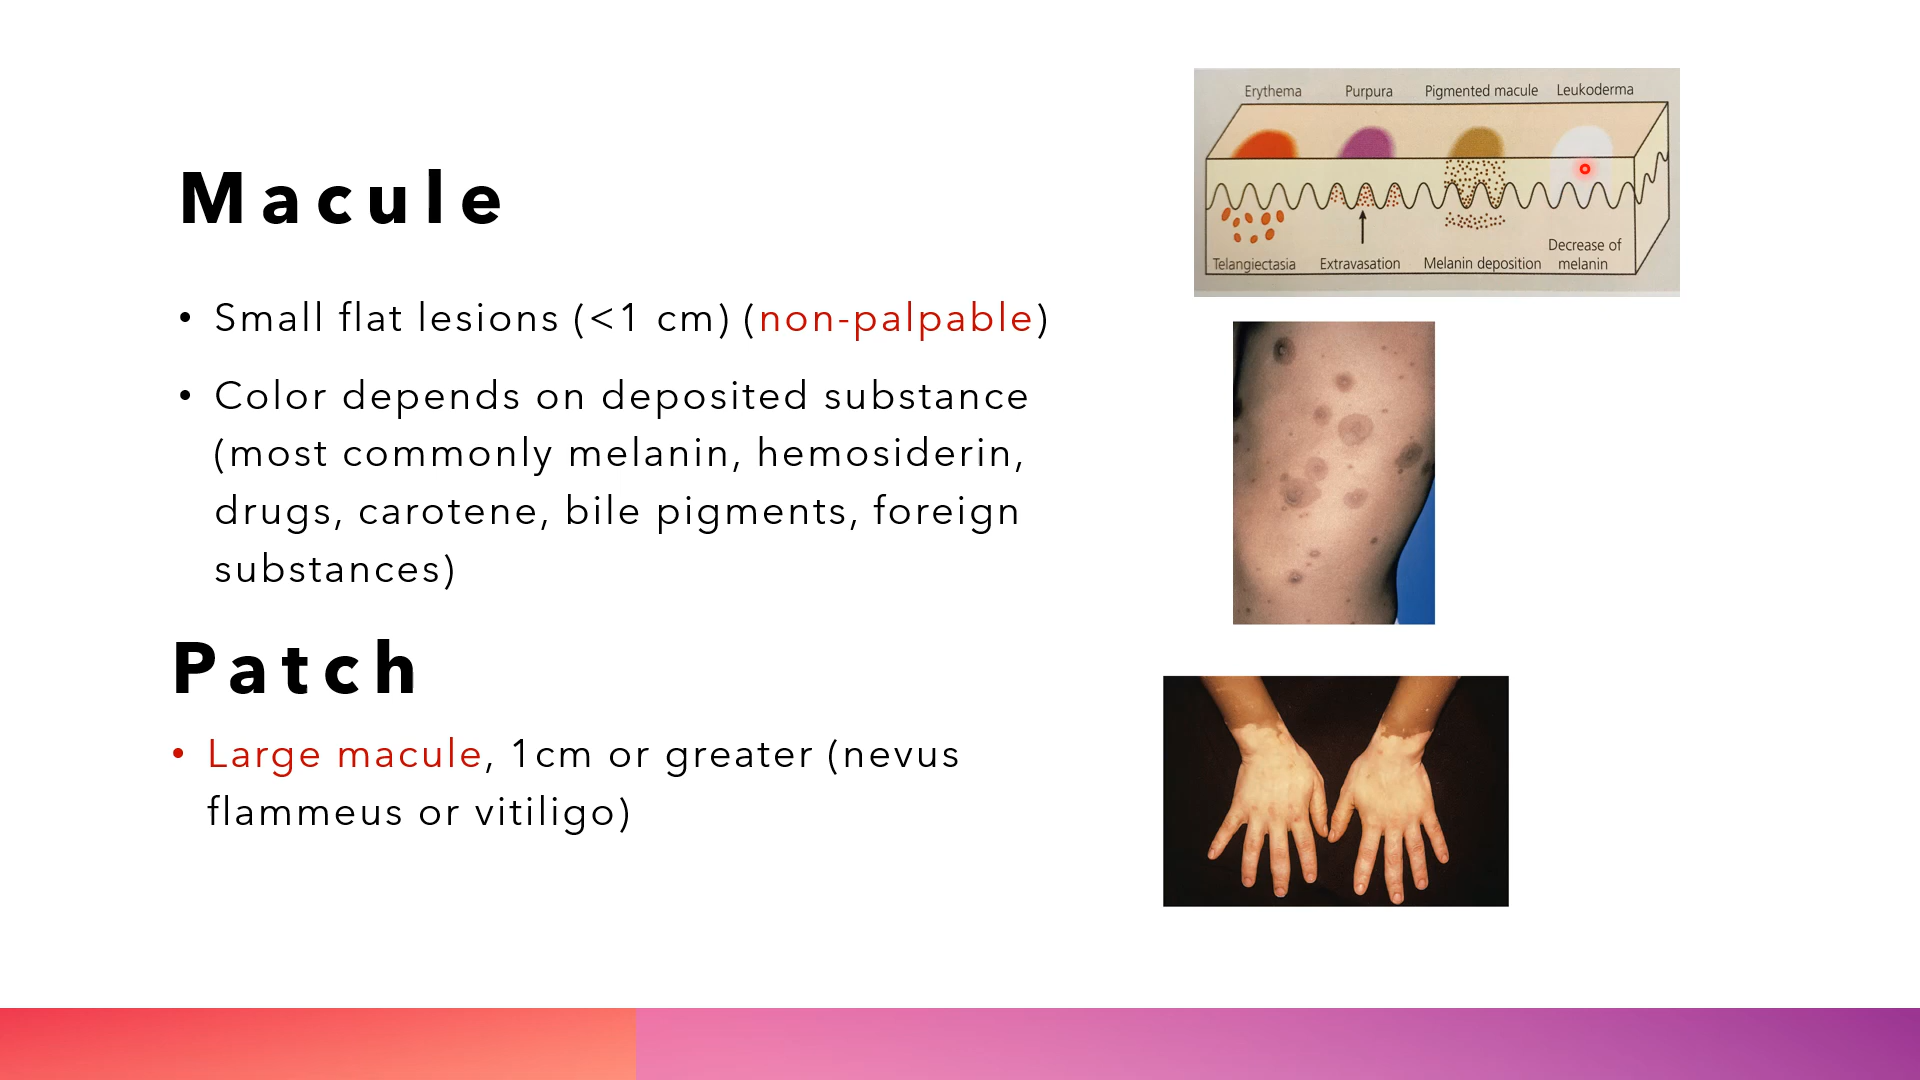 Macule
• Small flat lesions (<1 cm) (non-palpable)
• Color depends on deposited substance
(most commonly melanin, hemosiderin,
drugs, carotene, bile pigments, foreign
substances)
Patch
• Large macule, 1cm or greater (nevus
flammeus or vitiligo)
Erythema Purpura Pigmented macule Leukoderma
Telangiectasia Extravasation Melanin deposition Decrease of
melanin